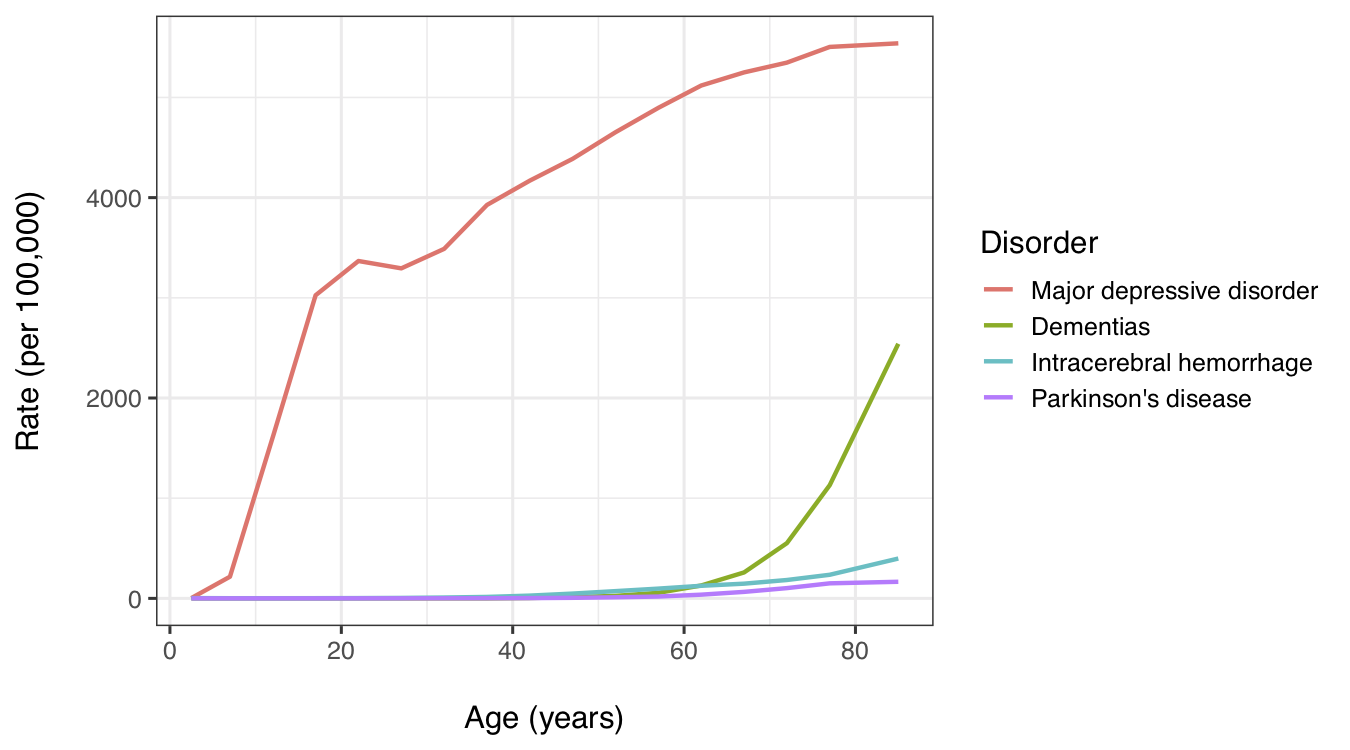 Rate (per 100,000)
4000
2000
0
0 20 40 60 80
Age (years)
Disorder
Major depressive disorder
Dementias
Intracerebral hemorrhage
Parkinson's disease